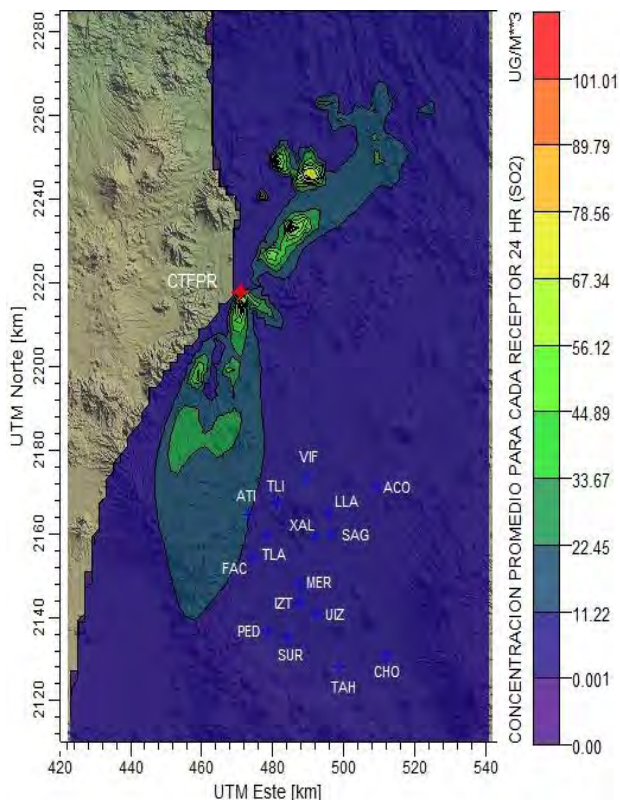 UTM Norte [km]
2280
2260
2240
2220
2200
2180
2160
2140
2120
420
440
460
480
500
520
540
UTM Este [km]
CTFPR
VIF
ACO
TLI
ATI
LLA
XAL
SAG
TLA
FAC
MER
IZT
UIZ
PED
SUR
CHO
TAH
CONCENTRACION PROMEDIO PARA CADA RECEPTOR 24 HR (SO2) UG/M**3
101.01
89.79
78.56
67.34
56.12
44.89
33.67
22.45
11.22
0.001
0.00